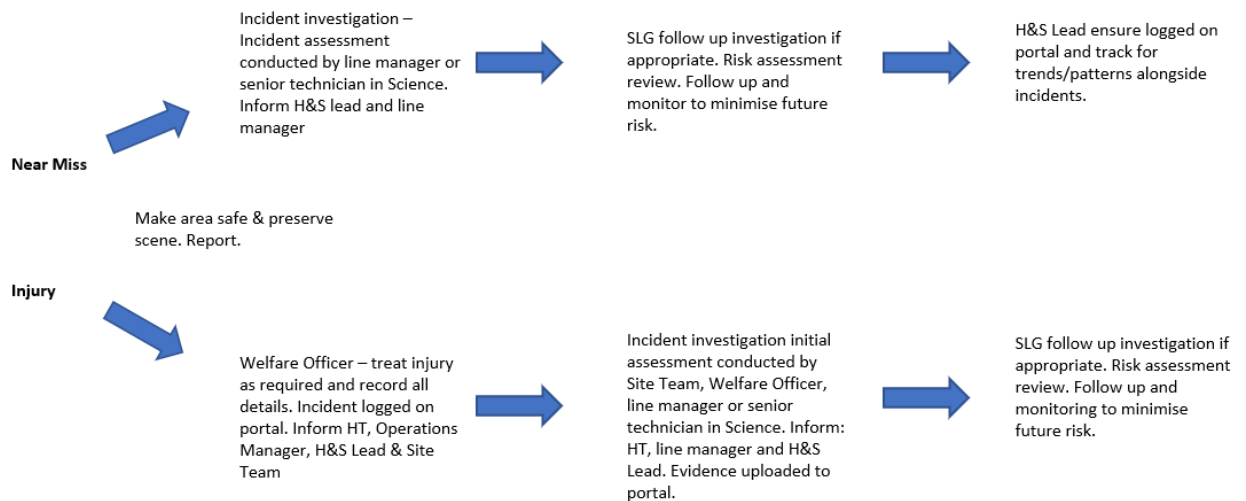 Incident investigation –
Incident assessment
conducted by line manager or
senior technician in Science.
Inform H&S lead and line
manager
SLG follow up investigation if
appropriate. Risk assessment
review. Follow up and
monitor to minimise future
risk.
H&S Lead ensure logged on
portal and track for
trends/patterns alongside
incidents.
Near Miss
Make area safe & preserve
scene. Report.
Injury
Welfare Officer – treat injury
as required and record all
details. Incident logged on
portal. Inform HT, Operations
Manager, H&S Lead & Site
Team
Incident investigation initial
assessment conducted by
Site Team, Welfare Officer,
line manager or senior
technician in Science. Inform:
HT, line manager and H&S
Lead. Evidence uploaded to
portal.
SLG follow up investigation if
appropriate. Risk assessment
review. Follow up and
monitoring to minimise
future risk.